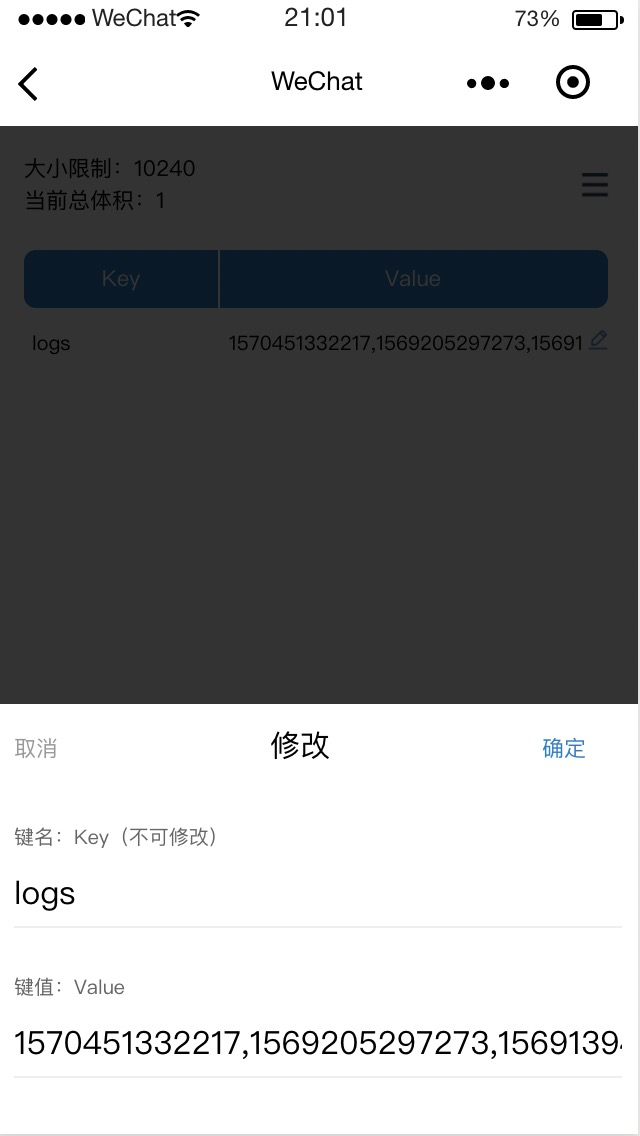 WeChat 21:01 73%
WeChat
大小限制：10240
当前总体积：1
Key Value
logs 1570451332217,1569205297273,15691
取消 修改 确定
键名：Key（不可修改）
logs
键值：Value
1570451332217,1569205297273,1569139